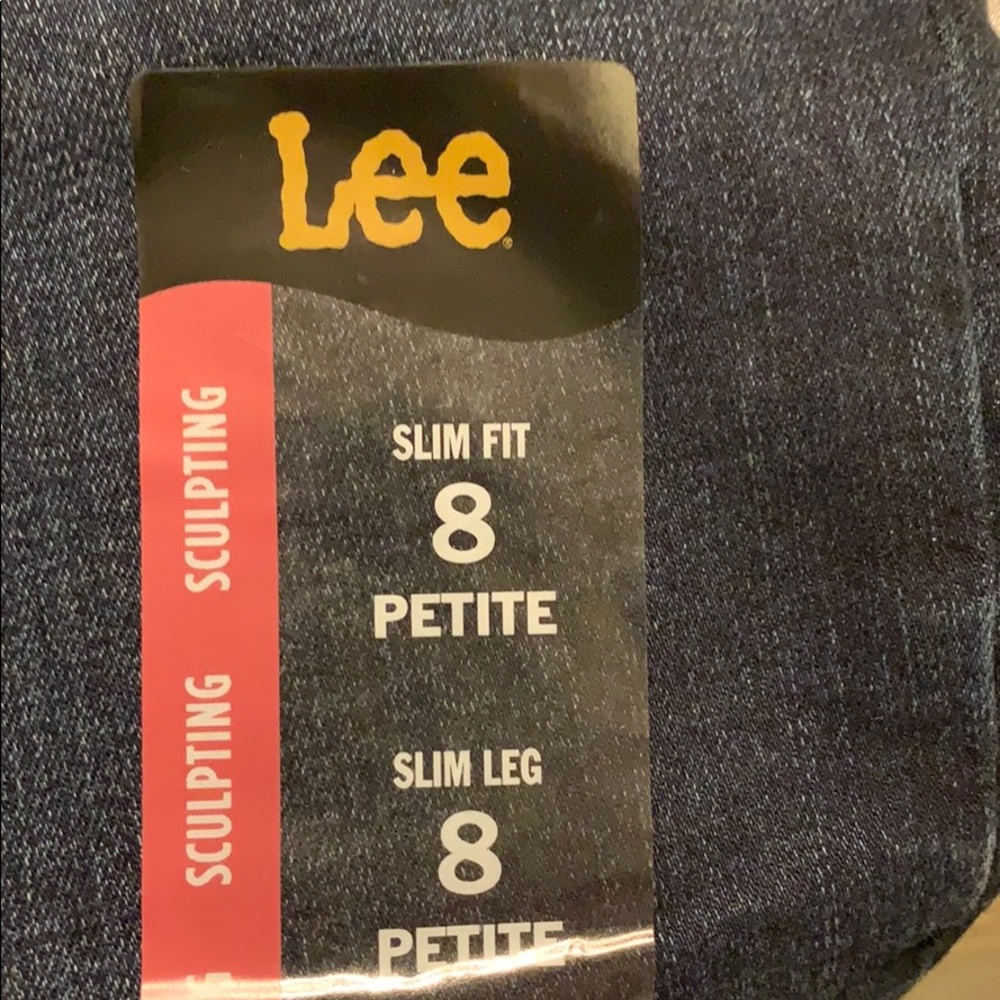 Lee
SCULPTING
SLIM FIT
8
PETITE
SCULPTING
SLIM LEG
8
PETITE
G